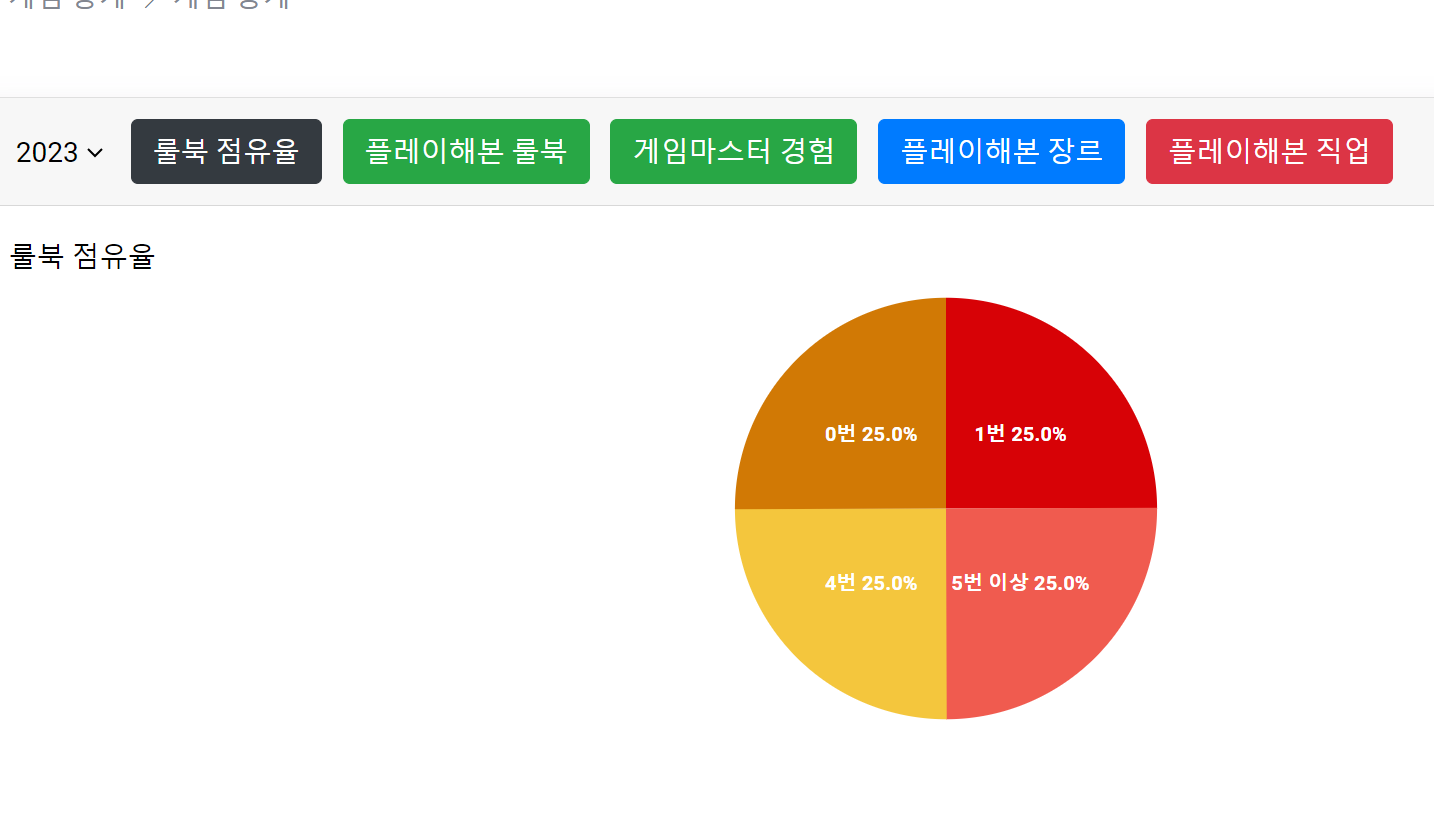 2023
룰북 점유율
플레이해본 룰북
게임마스터 경험
플레이해본 장르
플레이해본 직업
룰북 점유율
0번 25.0%
1번 25.0%
4번 25.0%
5번 이상 25.0%